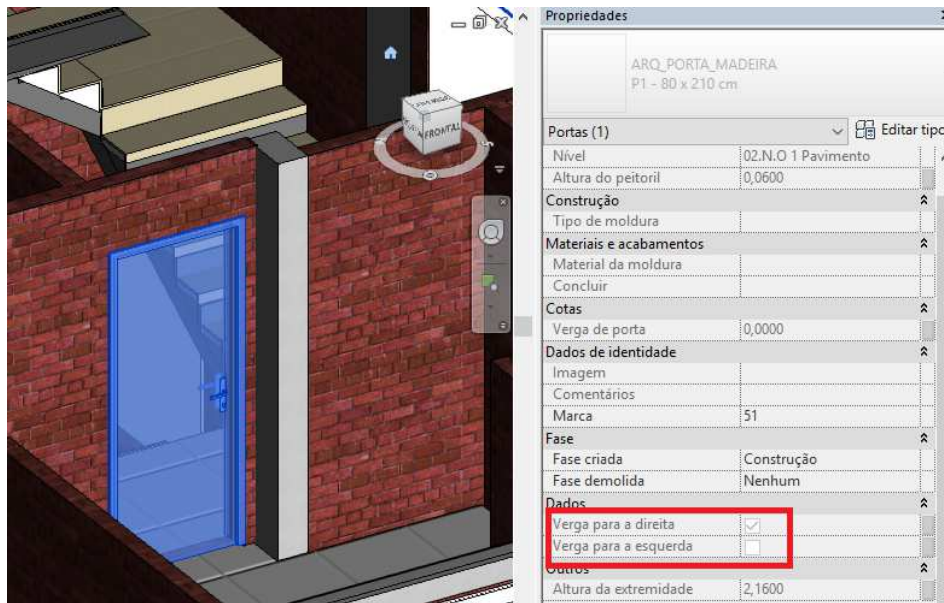 FRONTAL
Propriedades
ARQ_PORTA_MADEIRA
P1 - 80 x 210 cm
Portas (1)
Editar tipo
Nível 02.N.O 1 Pavimento
Altura do peitoril 0,0600
Construção
Tipo de moldura
Materiais e acabamentos
Material da moldura
Concluir
Cotas
Verga de porta 0,0000
Dados de identidade
Imagem
Comentários
Marca 51
Fase
Fase criada Construção
Fase demolida Nenhum
Dados
Verga para a direita
Verga para a esquerda
Outros
Altura da extremidade 2,1600